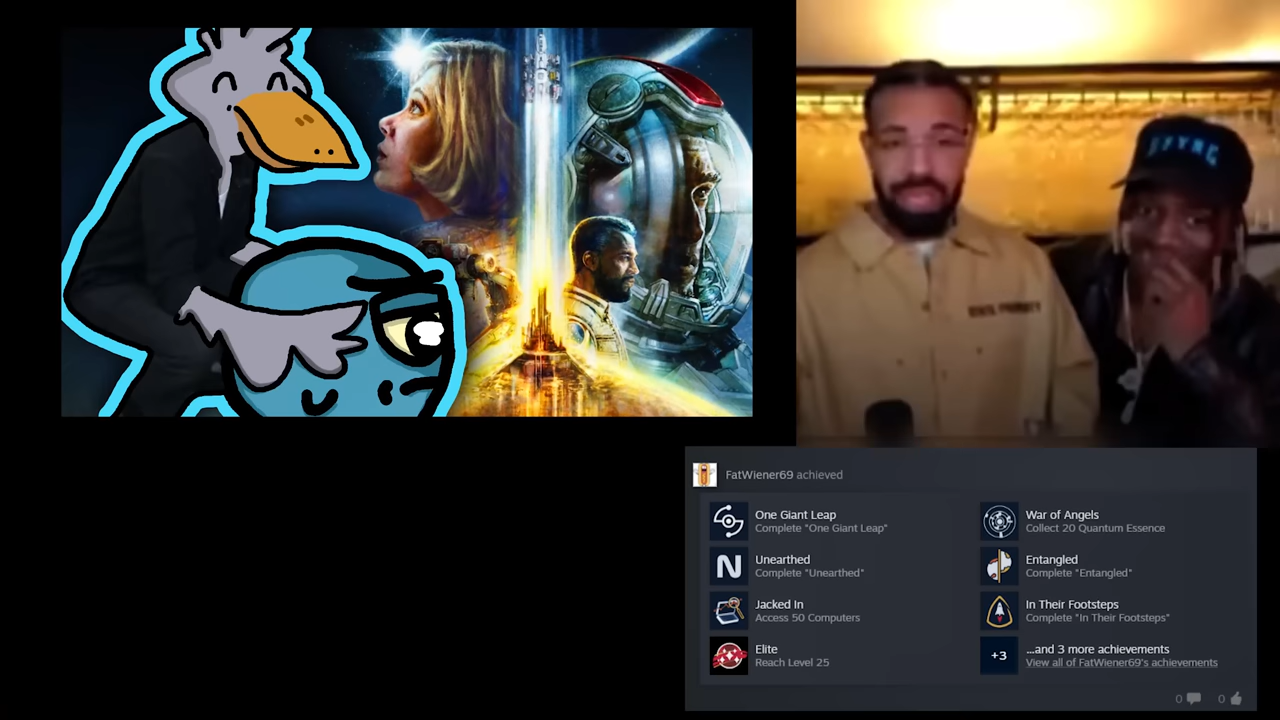 FatWiener69 achieved
One Giant Leap
Complete "One Giant Leap"
War of Angels
Collect 20 Quantum Essence
Unearthed
Complete "Unearthed"
Entangled
Complete "Entangled"
Jacked In
Access 50 Computers
In Their Footsteps
Complete "In Their Footsteps"
Elite
Reach Level 25
+3
...and 3 more achievements
View all of FatWiener69's achievements
0
0